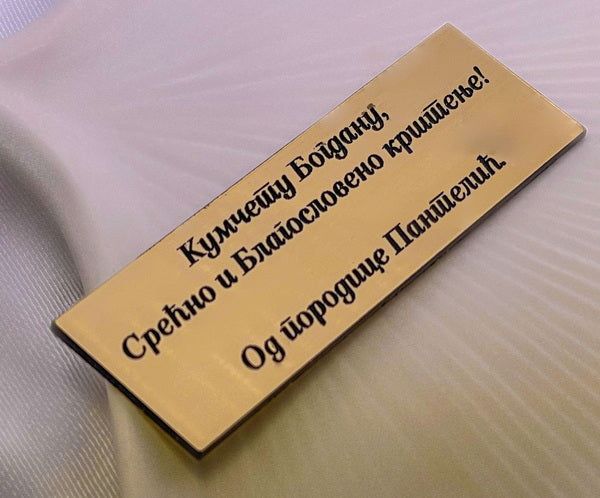 Кумчету Богдану,
Срећно и Благословено крштење!
Од породице Пантелић